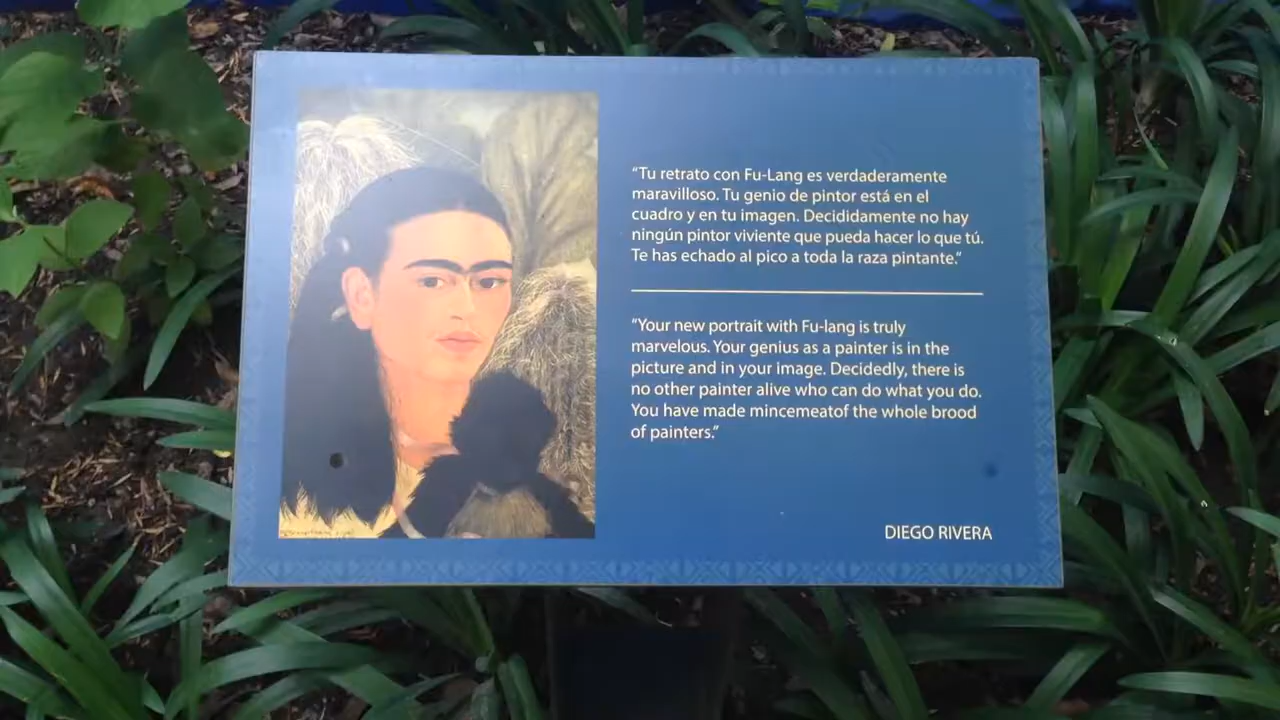 “Tu retrato con Fu-Lang es verdaderamente
maravilloso. Tu genio de pintor está en el
cuadro y en tu imagen. Decididamente no hay
ningún pintor viviente que pueda hacer lo que tú.
Te has echado al pico a toda la raza pintante.“
“Your new portrait with Fu-lang is truly
marvelous. Your genius as a painter is in the
picture and in your image. Decidedly, there is
no other painter alive who can do what you do.
You have made mincemeatof the whole brood
of painters.”
DIEGO RIVERA